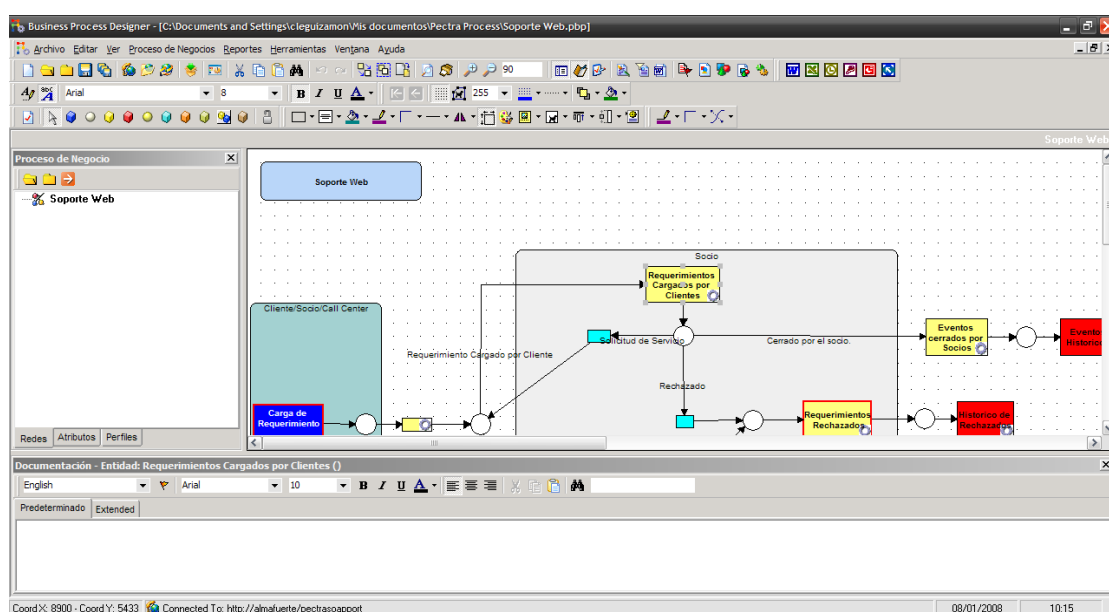 Business Process Designer - [C:\Documents and Settings\cleguizamon\Mis documentos\Pectra Process\Soporte Web.pbp]
Archivo Editar Ver Proceso de Negocios Reportes Herramientas Ventana Ayuda
90
Arial 8 B I U A 255
Soporte Web
Proceso de Negocio
Soporte Web
Redes Atributos Perfiles
Soporte Web
Socio
Requerimientos
Cargados por
Clientes
Cliente/Socio/Call Center
Solicitud de Servicio
Cerrado por el socio.
Eventos
cerrados por
Socios
Evento
Historico
Requerimiento Cargado por Cliente
Rechazado
Carga de
Requerimiento
Requerimientos
Rechazados
Historico de
Rechazados
Documentación - Entidad: Requerimientos Cargados por Clientes ()
English Arial 10 B I U A
Predeterminado Extended
Coord X: 8900 - Coord Y: 5433 Connected To: http://almafuerte/pectrasoapport 08/01/2008 10:15